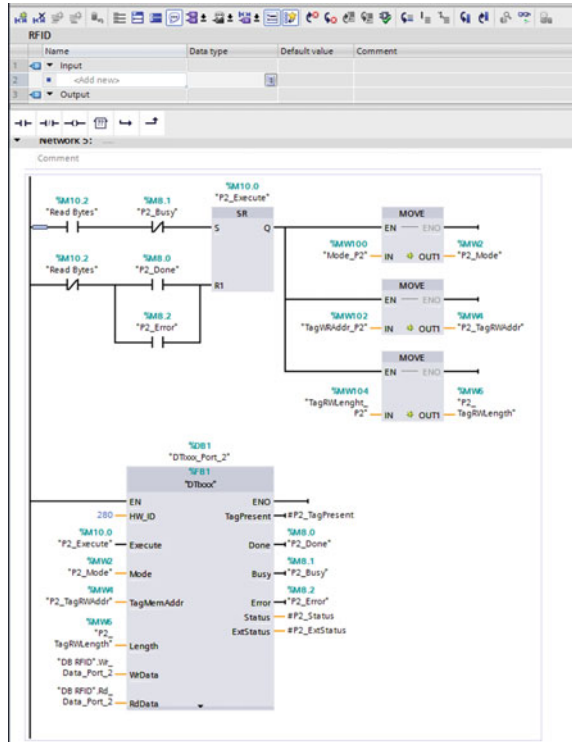 RFID
Name Data type Default value Comment
1 Input
2 <Add new>
3 Output
Network 5: ....
Comment
%M10.2 %M8.1 %M10.0
"Read Bytes" "P2_Busy" "P2_Execute"
SR MOVE
S Q EN ENO
%MW100 %MW2
"Mode_P2" IN OUT1 "P2_Mode"
%M10.2 %M8.0
"Read Bytes" "P2_Done"
R1
MOVE
EN ENO
%M8.2 %MW102 %MW4
"P2_Error" "TagWRAddr_P2" IN OUT1 "P2_TagRWAddr"
MOVE
EN ENO
%MW104 %MW6
"TagRWLenght_ "P2_
P2" IN OUT1 TagRWLength"
%DB1
"DTIxxx_Port_2"
%FB1
"DTIxxx"
EN ENO
280 HW_ID TagPresent #P2_TagPresent
%M10.0 %M8.0
"P2_Execute" Execute Done "P2_Done"
%MW2 %M8.1
"P2_Mode" Mode Busy "P2_Busy"
%MW4 %M8.2
"P2_TagRWAddr" TagMemAddr Error "P2_Error"
Status #P2_Status
%MW6 ExtStatus #P2_ExtStatus
"P2_
TagRWLength" Length
"DB RFID".Wr_
Data_Port_2 WrData
"DB RFID".Rd_
Data_Port_2 RdData